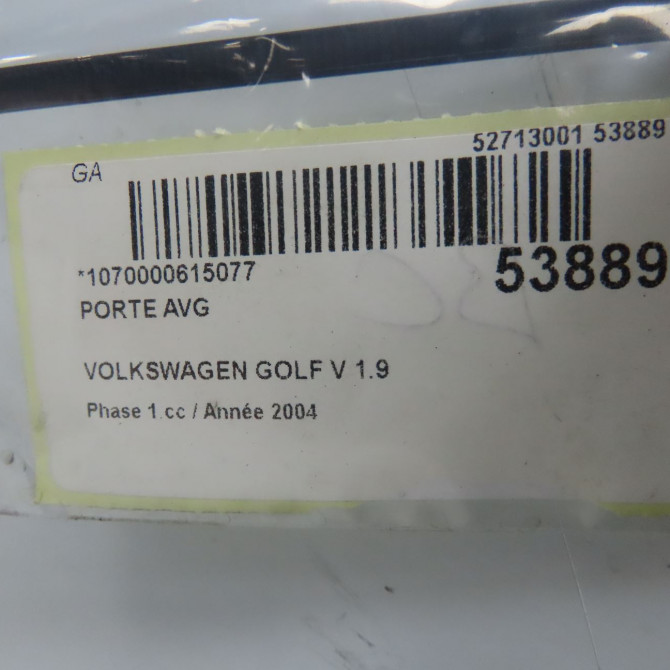 52713001 53889
GA
*1070000615077
53889
PORTE AVG
VOLKSWAGEN GOLF V 1.9
Phase 1.cc / Année 2004